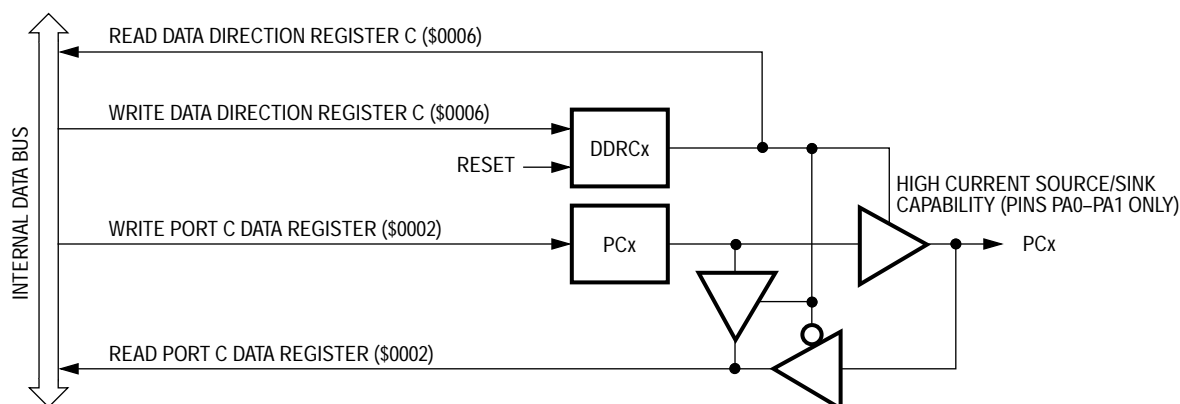 READ DATA DIRECTION REGISTER C ($0006)
WRITE DATA DIRECTION REGISTER C ($0006)
RESET
DDRCx
INTERNAL DATA BUS
HIGH CURRENT SOURCE/SINK
CAPABILITY (PINS PA0–PA1 ONLY)
WRITE PORT C DATA REGISTER ($0002)
PCx
PCx
READ PORT C DATA REGISTER ($0002)